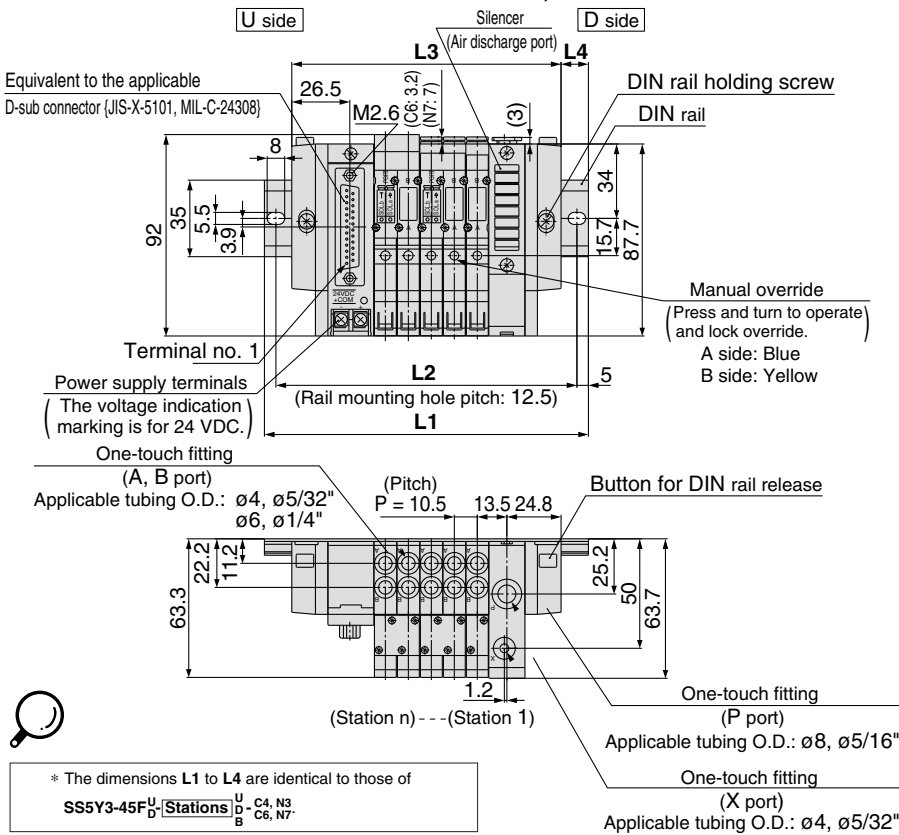 U side
Silencer
(Air discharge port)
D side
L3
L4
Equivalent to the applicable
D-sub connector {JIS-X-5101, MIL-C-24308}
26.5
M2.6
(C6: 3.2)
(N7: 7)
(3)
DIN rail holding screw
DIN rail
8
92
35
5.5
3.9
34
15.7
87.7
24VDC
+COM
- +
Manual override
(Press and turn to operate
and lock override.)
A side: Blue
B side: Yellow
Terminal no. 1
Power supply terminals
(The voltage indication
marking is for 24 VDC.)
L2
5
(Rail mounting hole pitch: 12.5)
L1
One-touch fitting
(A, B port)
Applicable tubing O.D.: ø4, ø5/32"
ø6, ø1/4"
(Pitch)
P = 10.5
13.5
24.8
Button for DIN rail release
63.3
22.2
11.2
25.2
50
63.7
P
X
1.2
(Station n)---(Station 1)
One-touch fitting
(P port)
Applicable tubing O.D.: ø8, ø5/16"
One-touch fitting
(X port)
Applicable tubing O.D.: ø4, ø5/32"
* The dimensions L1 to L4 are identical to those of
SS5Y3-45F U D - Stations U D B - C4, N3 C6, N7.